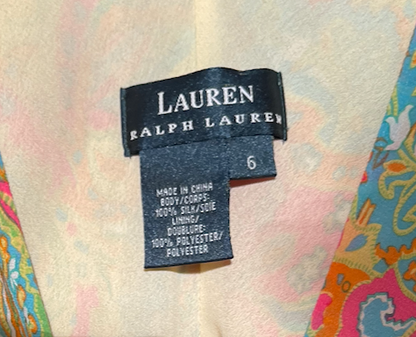 LAUREN
RALPH LAUREN
6
MADE IN CHINA
BODY/CORPS:
100% SILK/SOIE
LINING/
DOUBLURE:
100% POLYESTER/
POLYESTER